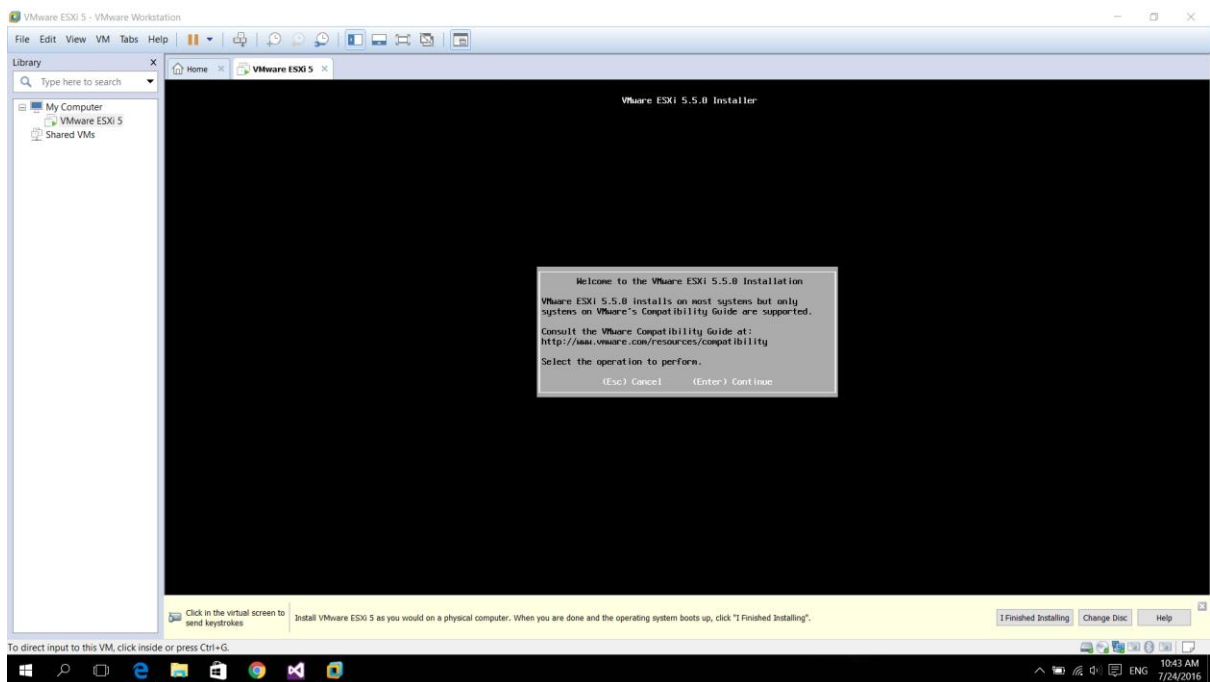 VMware ESXi 5 - VMware Workstation
File Edit View VM Tabs Help
Library x
Home
VMware ESXi 5
Type here to search
My Computer
VMware ESXi 5
Shared VMs
VMware ESXi 5.5.0 Installer
Welcome to the VMware ESXi 5.5.0 Installation
VMware ESXi 5.5.0 installs on most systems but only
systems on VMware's Compatibility Guide are supported.
Consult the VMware Compatibility Guide at:
http://www.vmware.com/resources/compatibility
Select the operation to perform.
(Esc) Cancel (Enter) Continue
Click in the virtual screen to
send keystrokes
Install VMware ESXi 5 as you would on a physical computer. When you are done and the operating system boots up, click "I Finished Installing".
I Finished Installing Change Disc Help
To direct input to this VM, click inside or press Ctrl+G.
ENG
10:43 AM
7/24/2016